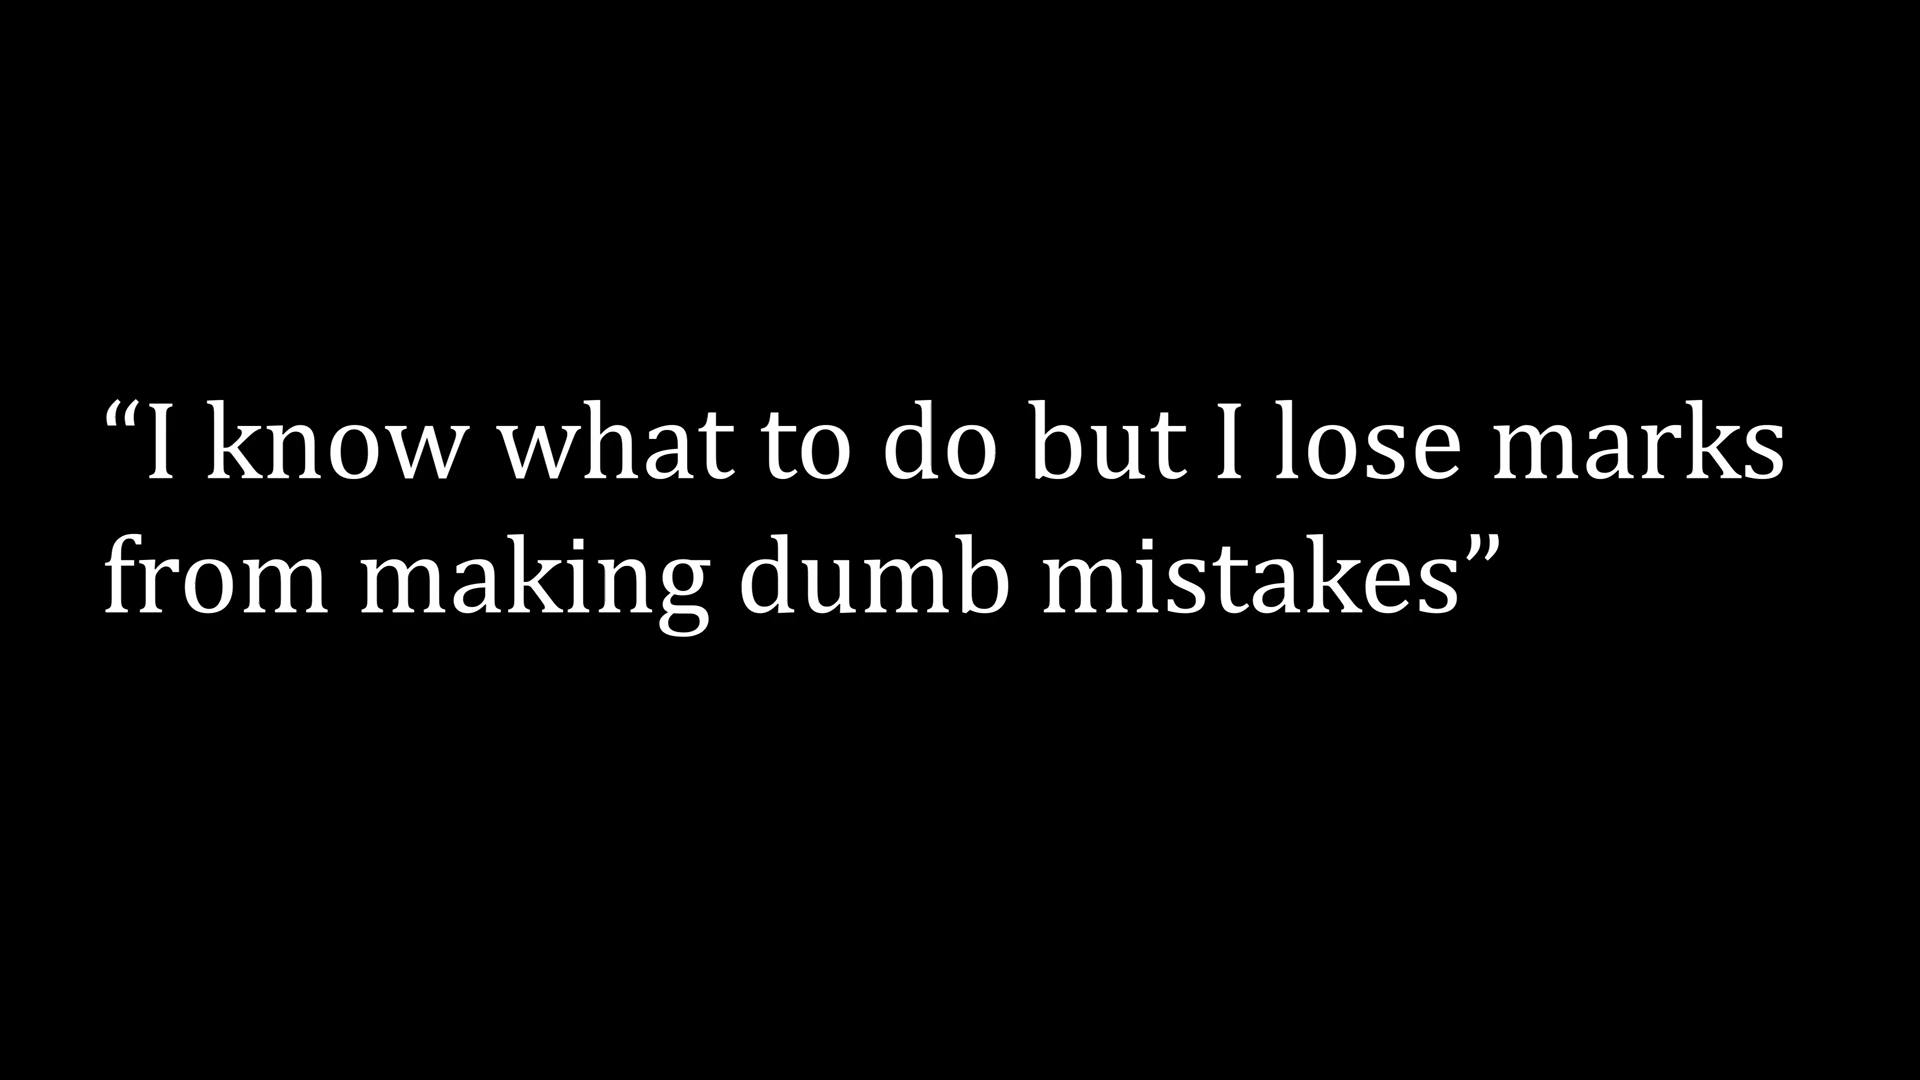 “I know what to do but I lose marks
from making dumb mistakes”